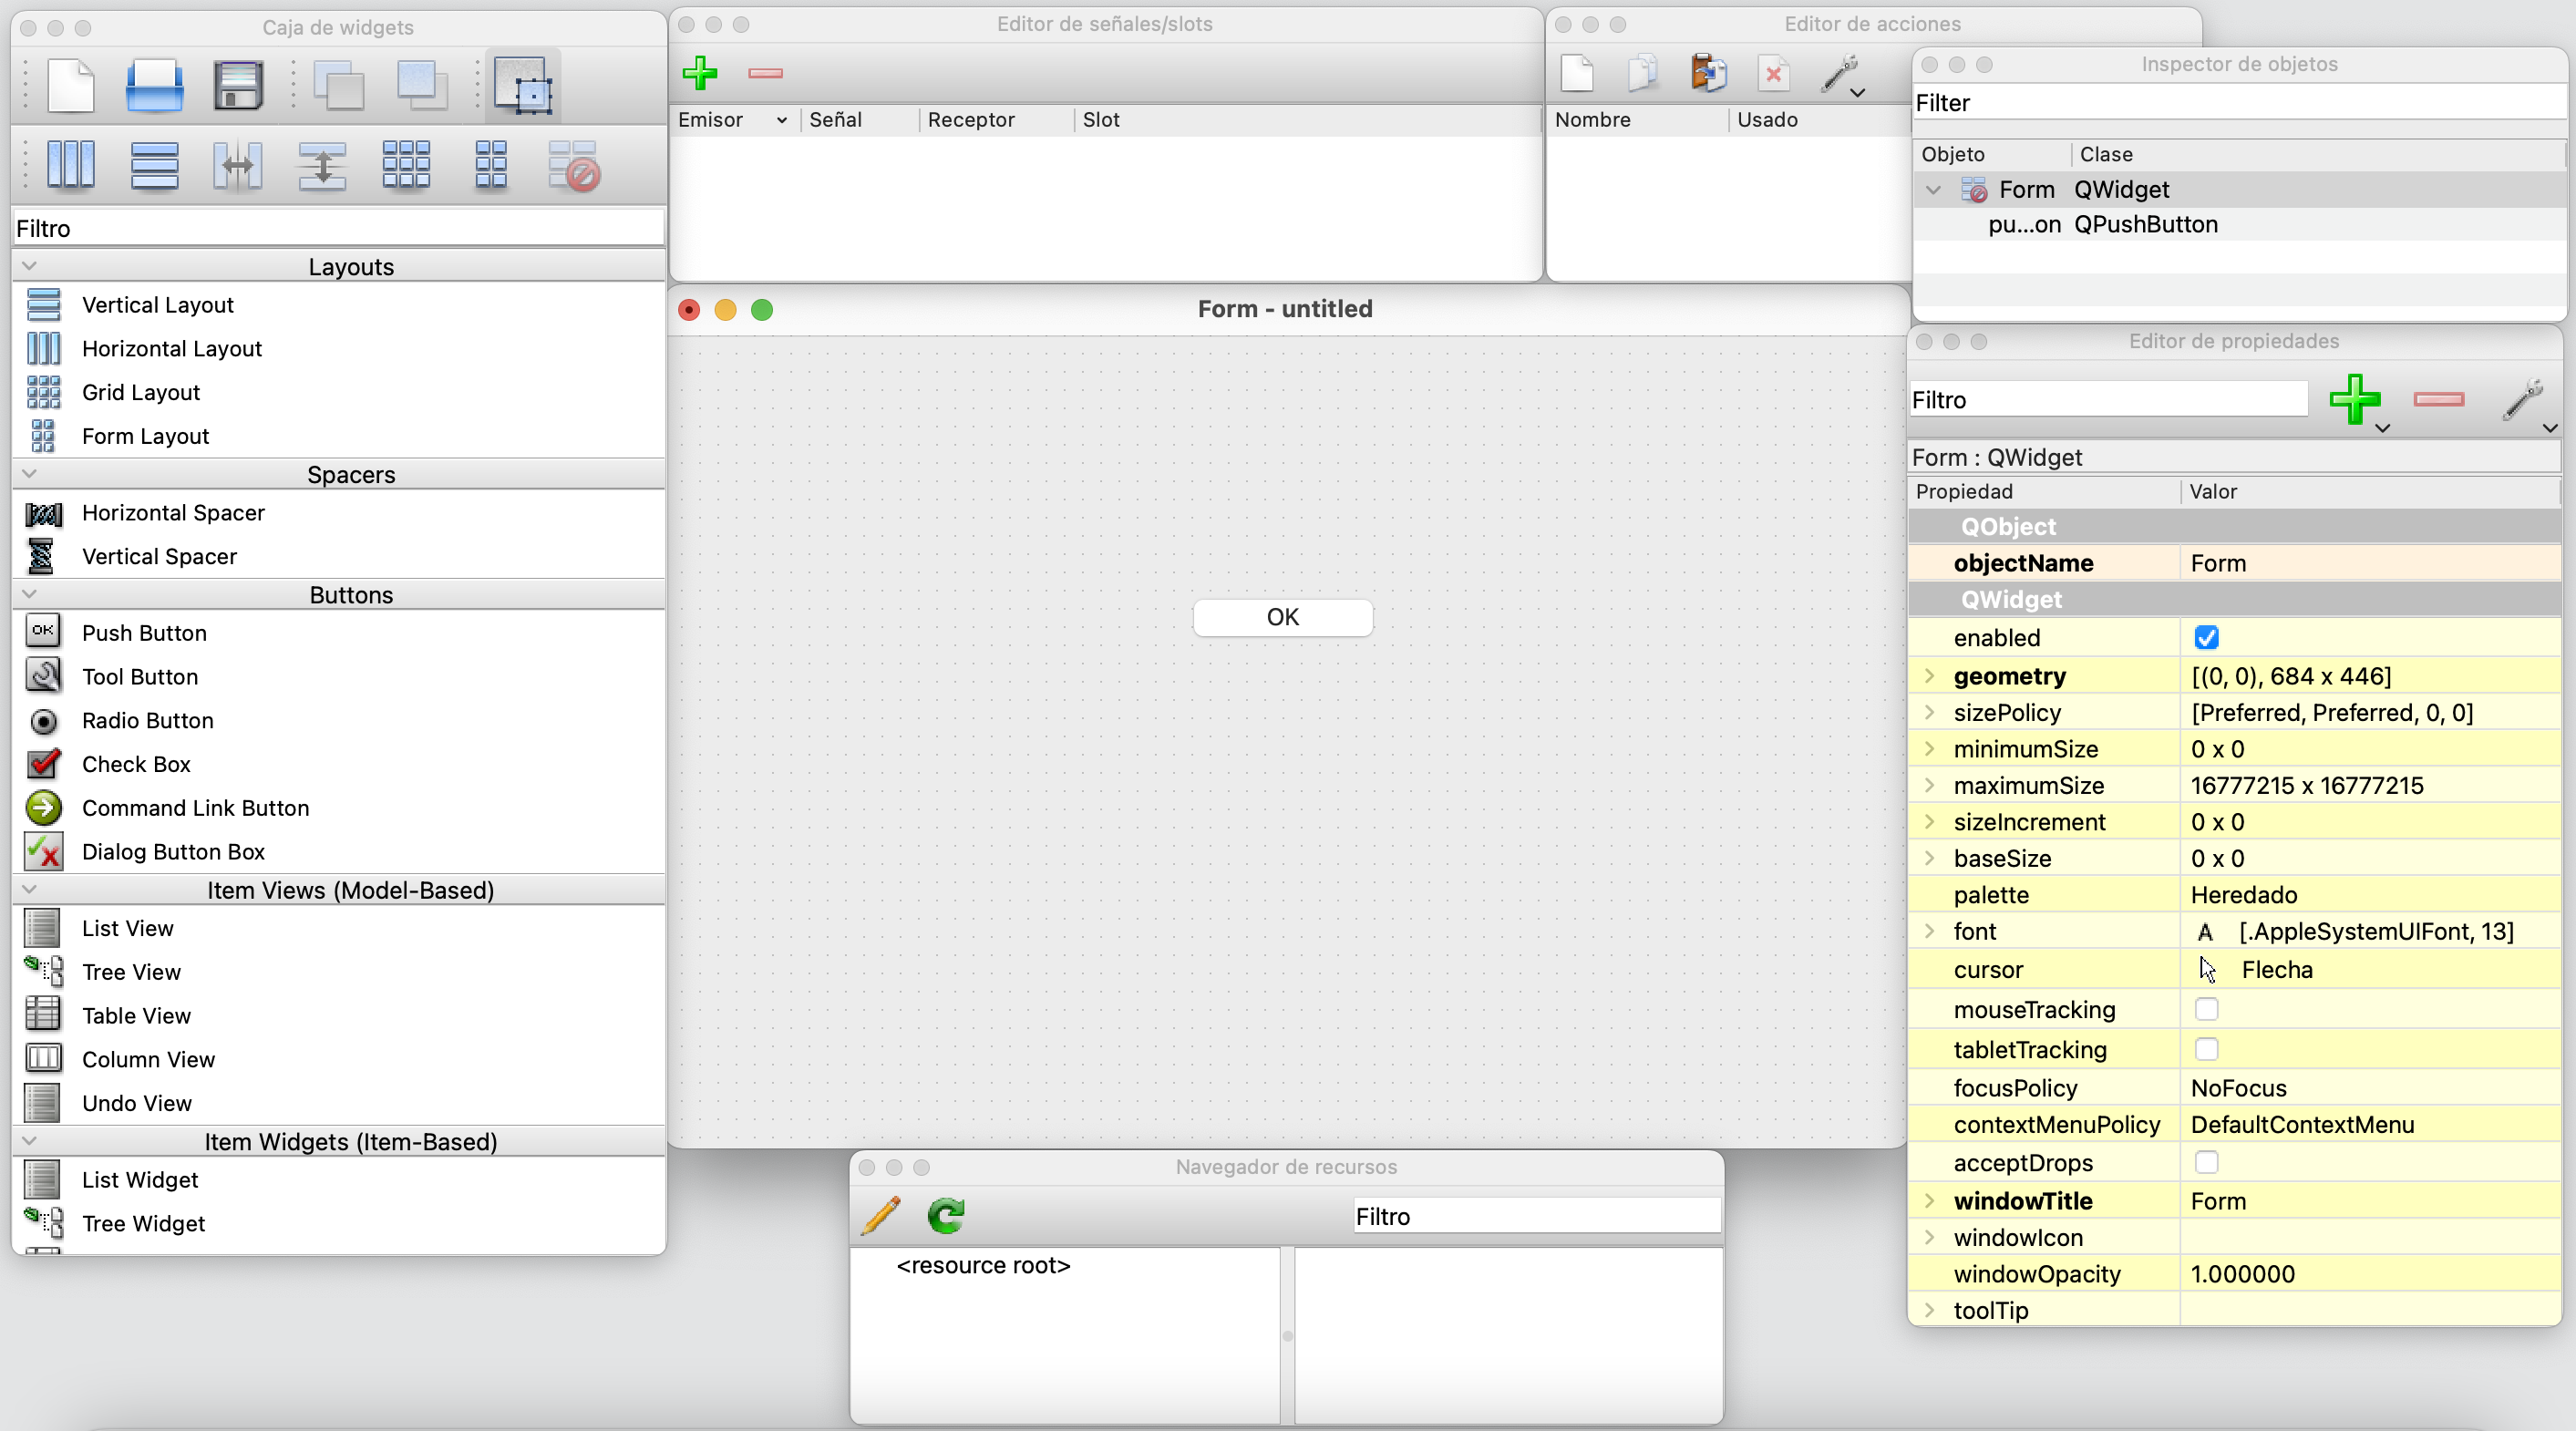 Caja de widgets
Filtro
Layouts
Vertical Layout
Horizontal Layout
Grid Layout
Form Layout
Spacers
Horizontal Spacer
Vertical Spacer
Buttons
OK Push Button
Tool Button
Radio Button
Check Box
Command Link Button
Dialog Button Box
Item Views (Model-Based)
List View
Tree View
Table View
Column View
Undo View
Item Widgets (Item-Based)
List Widget
Tree Widget
Editor de señales/slots
Emisor Señal Receptor Slot
Editor de acciones
Nombre Usado
Form - untitled
OK
Navegador de recursos
Filtro
<resource root>
Inspector de objetos
Filter
Objeto Clase
Form QWidget
pu...on QPushButton
Editor de propiedades
Filtro
Form : QWidget
Propiedad Valor
QObject
objectName Form
QWidget
enabled
geometry [(0, 0), 684 x 446]
sizePolicy [Preferred, Preferred, 0, 0]
minimumSize 0 x 0
maximumSize 16777215 x 16777215
sizeIncrement 0 x 0
baseSize 0 x 0
palette Heredado
font A [.AppleSystemUIFont, 13]
cursor Flecha
mouseTracking
tabletTracking
focusPolicy NoFocus
contextMenuPolicy DefaultContextMenu
acceptDrops
windowTitle Form
windowIcon
windowOpacity 1.000000
toolTip